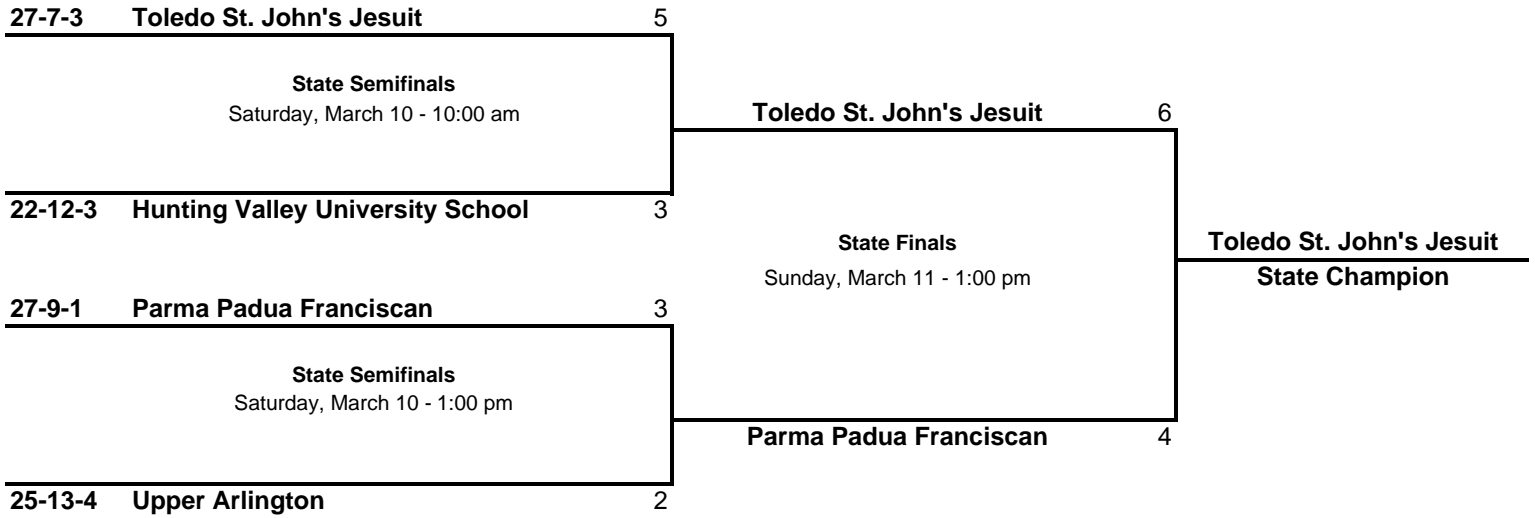 27-7-3 Toledo St. John's Jesuit 5
State Semifinals
Saturday, March 10 - 10:00 am
Toledo St. John's Jesuit 6
22-12-3 Hunting Valley University School 3
State Finals
Sunday, March 11 - 1:00 pm
Toledo St. John's Jesuit
State Champion
27-9-1 Parma Padua Franciscan 3
State Semifinals
Saturday, March 10 - 1:00 pm
Parma Padua Franciscan 4
25-13-4 Upper Arlington 2